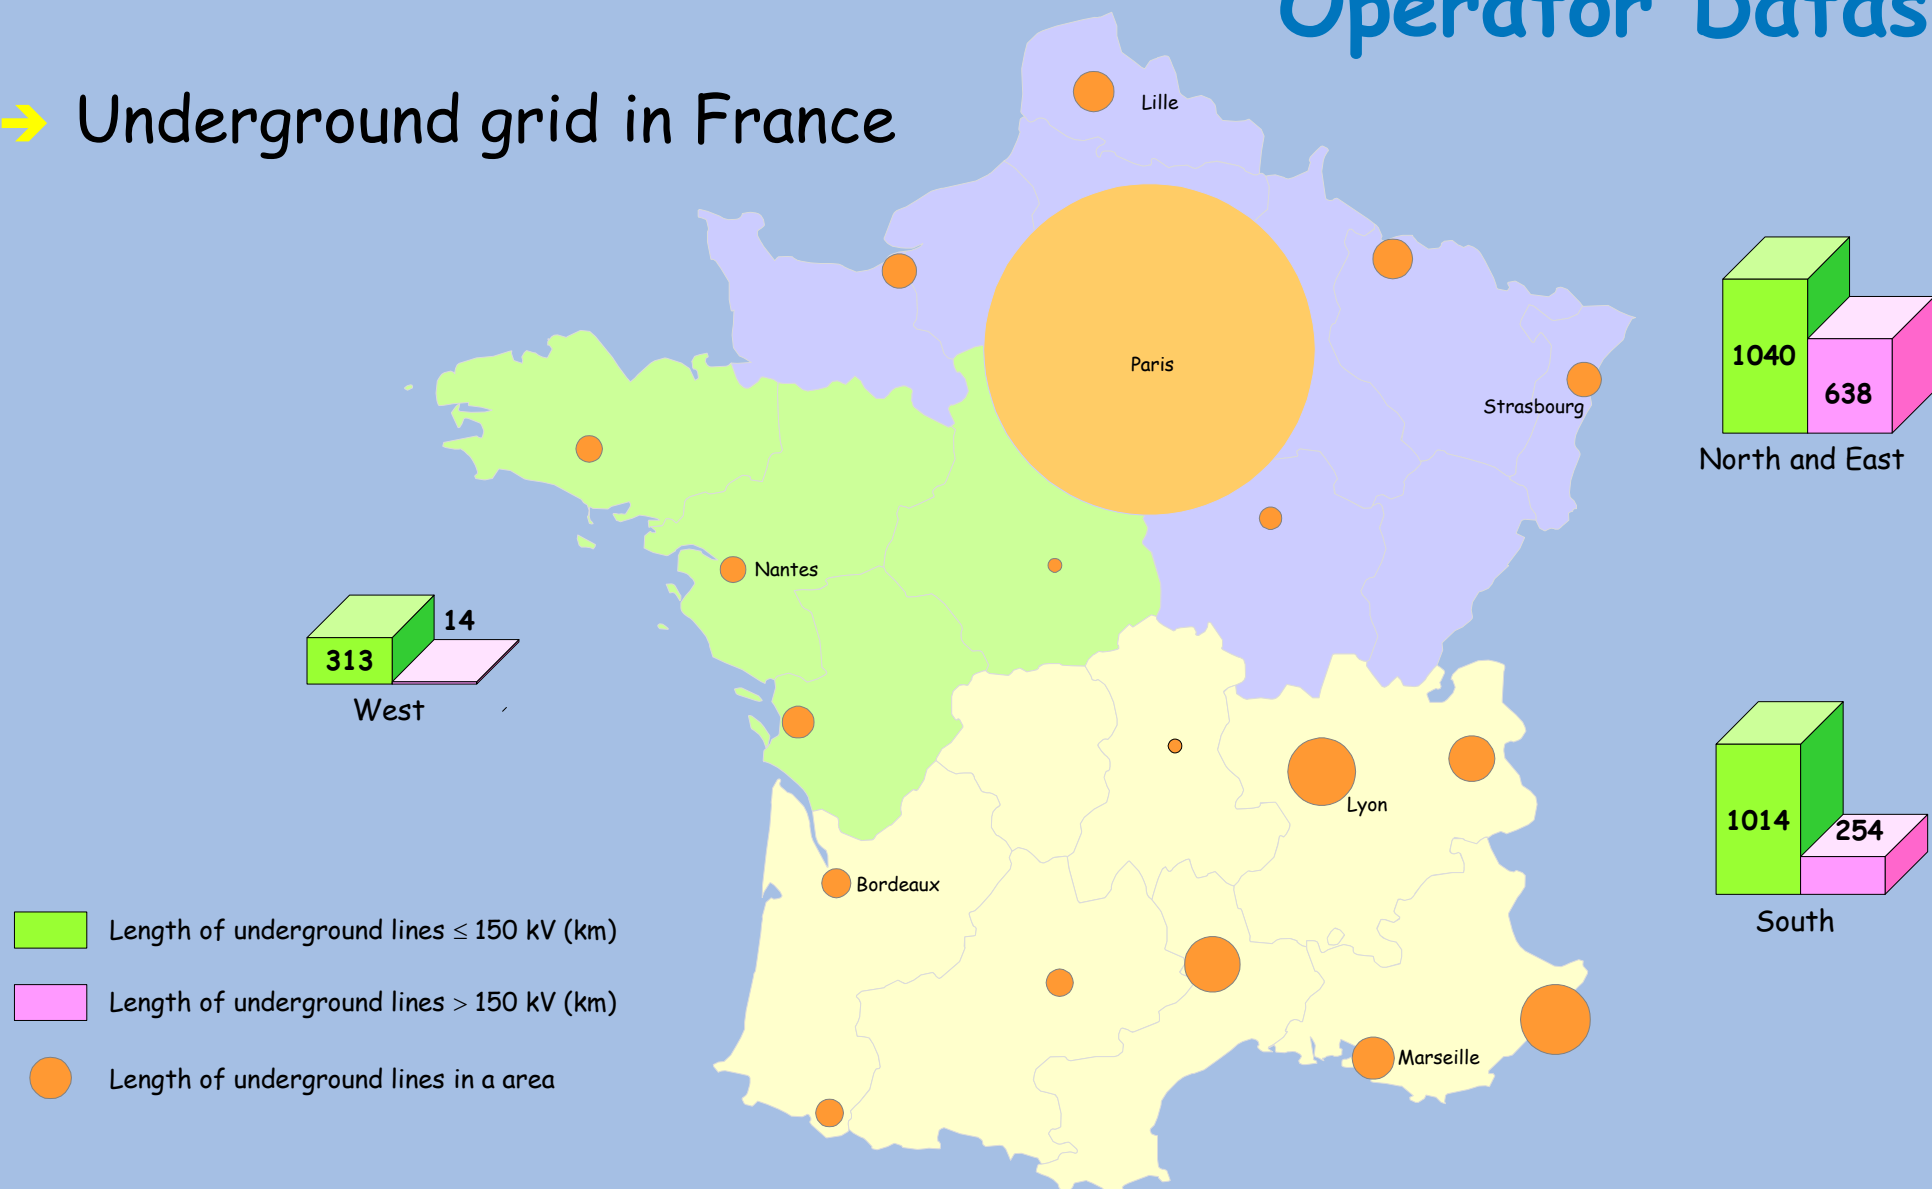 Operator Datas
➔ Underground grid in France
Lille
Paris
Strasbourg
1040
638
North and East
Nantes
14
313
West
Lyon
1014
254
South
Bordeaux
Marseille
Length of underground lines ≤ 150 kV (km)
Length of underground lines > 150 kV (km)
Length of underground lines in a area